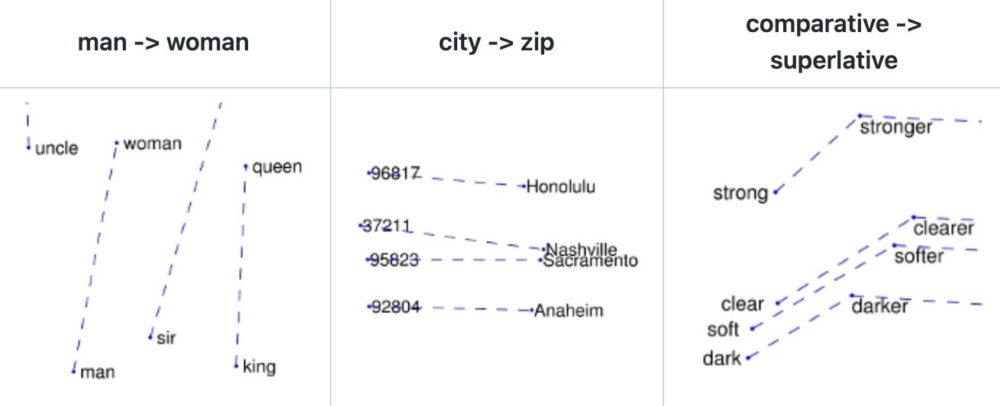 man -> woman
city -> zip
comparative ->
superlative
uncle
woman
queen
sir
king
man
96817
Honolulu
37211
Nashville
95823
Sacramento
92804
Anaheim
stronger
strong
clearer
softer
clear
darker
soft
dark